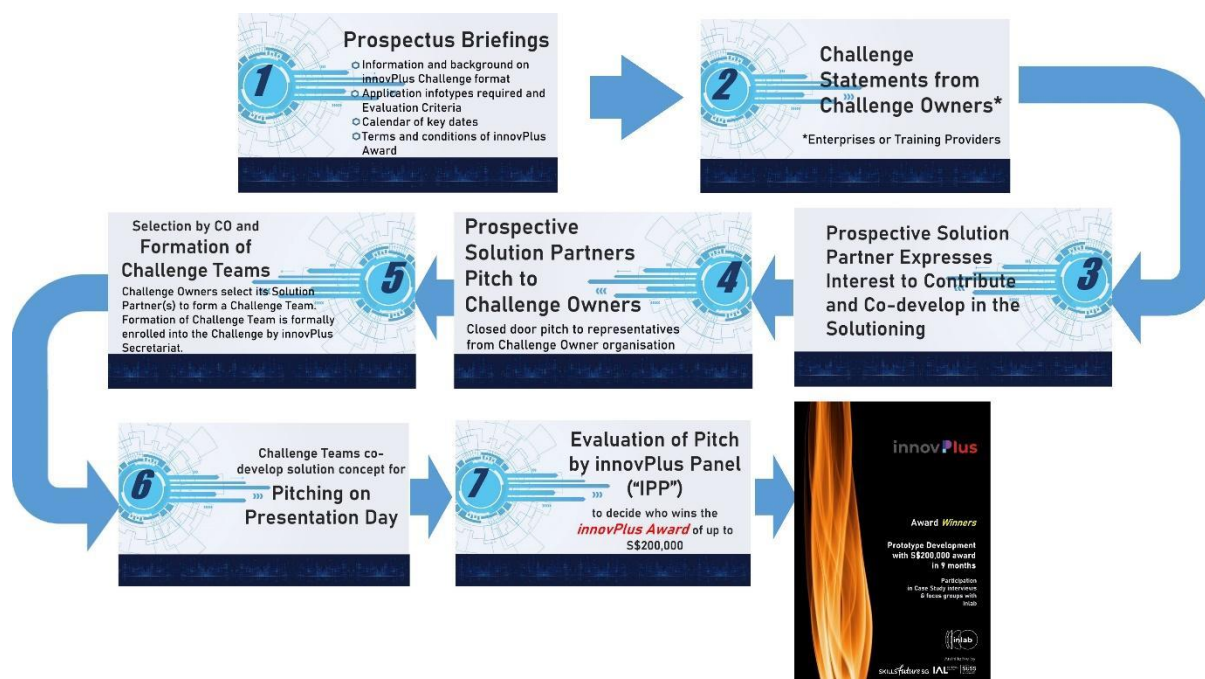 1
Prospectus Briefings
Information and background on
innovPlus Challenge format
Application infotypes required and
Evaluation Criteria
Calendar of key dates
Terms and conditions of innovPlus
Award
2
Challenge
Statements from
Challenge Owners*
*Enterprises or Training Providers
3
Prospective Solution
Partner Expresses
Interest to Contribute
and Co-develop in the
Solutioning
4
Prospective
Solution Partners
Pitch to
Challenge Owners
Closed door pitch to representatives
from Challenge Owner organisation
5
Selection by CO and
Formation of
Challenge Teams
Challenge Owners select its Solution
Partner(s) to form a Challenge Team.
Formation of Challenge Team is formally
enrolled into the Challenge by innovPlus
Secretariat.
6
Challenge Teams co-
develop solution concept for
Pitching on
Presentation Day
7
Evaluation of Pitch
by innovPlus Panel
("IPP")
to decide who wins the
innovPlus Award of up to
S$200,000
innovPlus
Award Winners
Prototype Development
with S$200,000 award
in 9 months
Participation
in Case Study interviews
& focus groups with
inlab
inlab
SKILLSfuture SG IAL SUSS